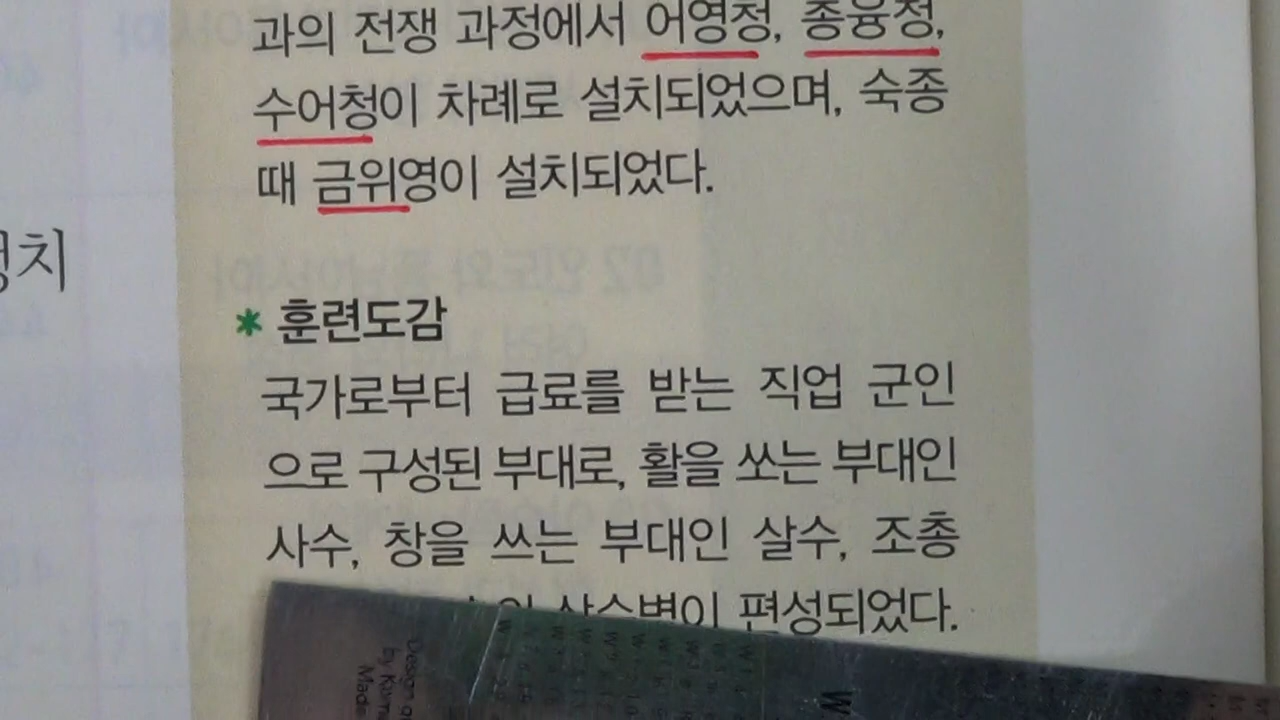 과의 전쟁 과정에서 어영청, 총융청,
수어청이 차례로 설치되었으며, 숙종
때 금위영이 설치되었다.
* 훈련도감
국가로부터 급료를 받는 직업 군인
으로 구성된 부대로, 활을 쏘는 부대인
사수, 창을 쓰는 부대인 살수, 조총
삼수병이 편성되었다.